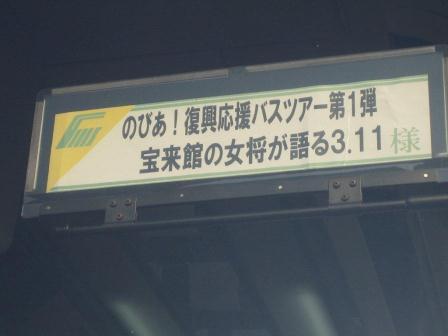 のびあ！復興応援バスツアー第1弾
宝来館の女将が語る3.11様